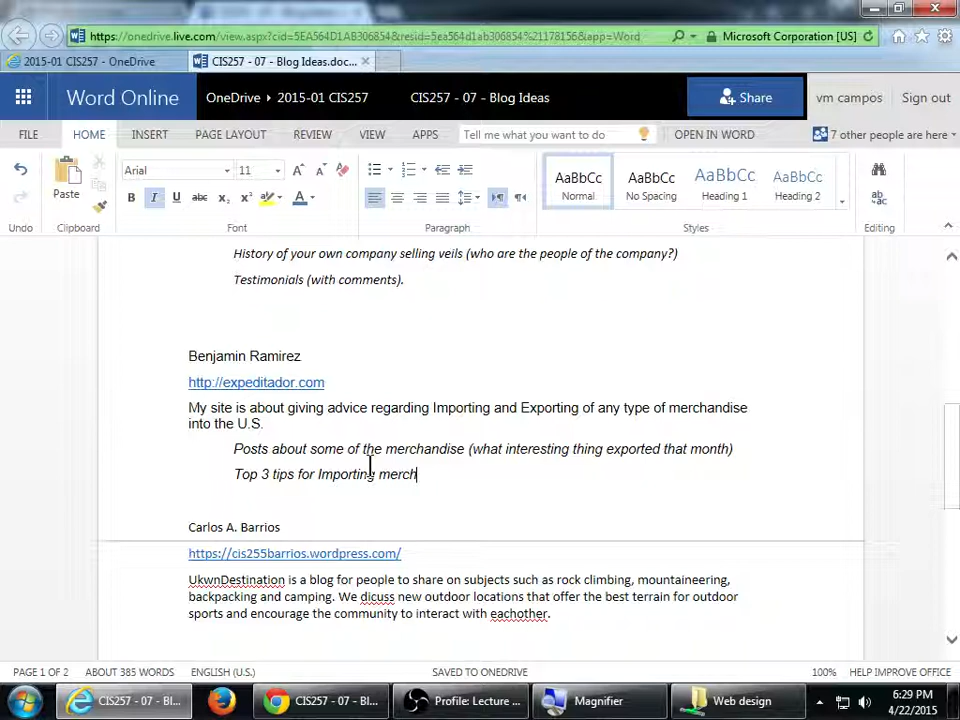 https://onedrive.live.com/view.aspx?cid=5EA564D1AB306854&resid=5ea564d1ab306854%21178156&app=Word
Microsoft Corporation [US]
2015-01 CIS257 - OneDrive
CIS257 - 07 - Blog Ideas.doc...
Word Online
OneDrive
2015-01 CIS257
CIS257 - 07 - Blog Ideas
Share
vm campos
Sign out
FILE
HOME
INSERT
PAGE LAYOUT
REVIEW
VIEW
APPS
Tell me what you want to do
OPEN IN WORD
7 other people are here
Paste
Arial
11
B I U abc x₂ x² A
AaBbCc
Normal
AaBbCc
No Spacing
AaBbCc
Heading 1
AaBbCc
Heading 2
Undo
Clipboard
Font
Paragraph
Styles
Editing
History of your own company selling veils (who are the people of the company?)
Testimonials (with comments).
Benjamin Ramirez
http://expeditador.com
My site is about giving advice regarding Importing and Exporting of any type of merchandise
into the U.S.
Posts about some of the merchandise (what interesting thing exported that month)
Top 3 tips for Importing merch
Carlos A. Barrios
https://cis255barrios.wordpress.com/
UkwnDestination is a blog for people to share on subjects such as rock climbing, mountaineering,
backpacking and camping. We dicuss new outdoor locations that offer the best terrain for outdoor
sports and encourage the community to interact with eachother.
PAGE 1 OF 2
ABOUT 385 WORDS
ENGLISH (U.S.)
SAVED TO ONEDRIVE
100%
HELP IMPROVE OFFICE
CIS257 - 07 - Bl...
CIS257 - 07 - Bl...
Profile: Lecture ...
Magnifier
Web design
6:29 PM
4/22/2015